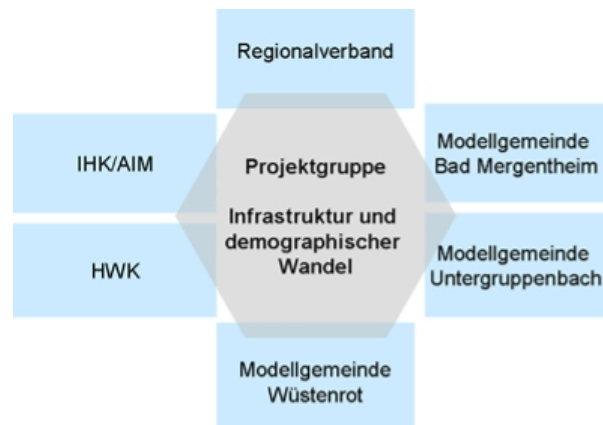 Regionalverband
IHK/AIM
HWK
Projektgruppe
Infrastruktur und
demographischer
Wandel
Modellgemeinde
Bad Mergentheim
Modellgemeinde
Untergruppenbach
Modellgemeinde
Wüstenrot